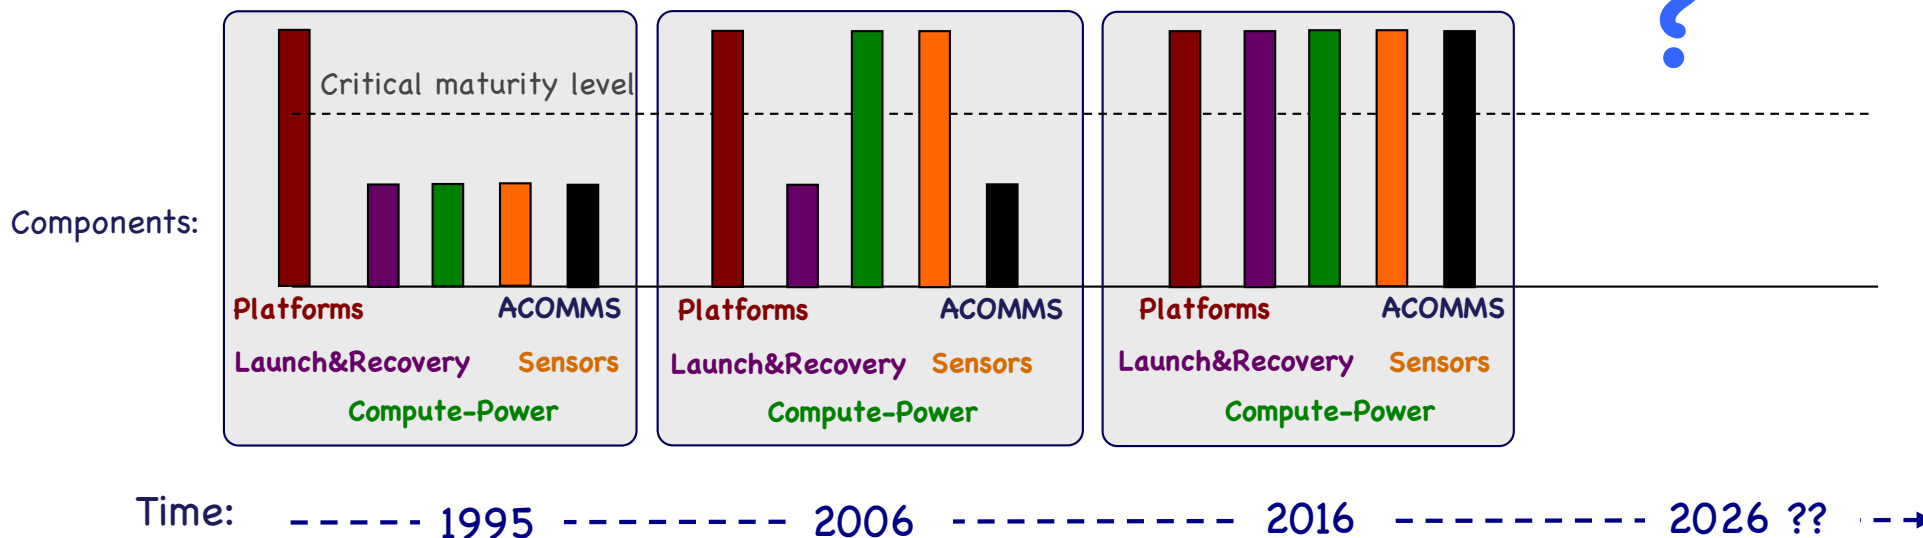 ?
Critical maturity level
Components:
Platforms
ACOMMS
Launch&Recovery
Sensors
Compute-Power
Platforms
ACOMMS
Launch&Recovery
Sensors
Compute-Power
Platforms
ACOMMS
Launch&Recovery
Sensors
Compute-Power
Time:
1995
2006
2016
2026 ??